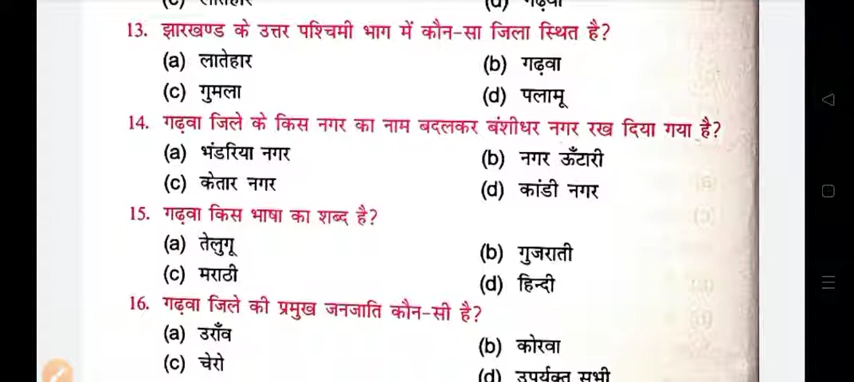 13. झारखण्ड के उत्तर पश्चिमी भाग में कौन-सा जिला स्थित है?
(a) लातेहार (b) गढ़वा
(c) गुमला (d) पलामू
14. गढ़वा जिले के किस नगर का नाम बदलकर बंशीधर नगर रख दिया गया है?
(a) भंडरिया नगर (b) नगर ऊँटारी
(c) केतार नगर (d) कांडी नगर
15. गढ़वा किस भाषा का शब्द है?
(a) तेलुगू (b) गुजराती
(c) मराठी (d) हिन्दी
16. गढ़वा जिले की प्रमुख जनजाति कौन-सी है?
(a) उराँव (b) कोरवा
(c) चेरो (d) उपर्युक्त सभी